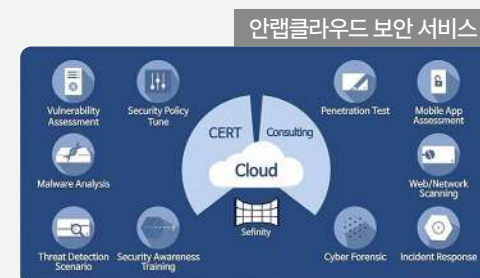 안랩클라우드 보안 서비스
Vulnerability
Assessment
Security Policy
Tune
Penetration Test
Mobile App
Assessment
CERT
Consulting
Cloud
Malware Analysis
Web/Network
Scanning
Sefinity
Threat Detection
Scenario
Security Awareness
Training
Cyber Forensic
Incident Response